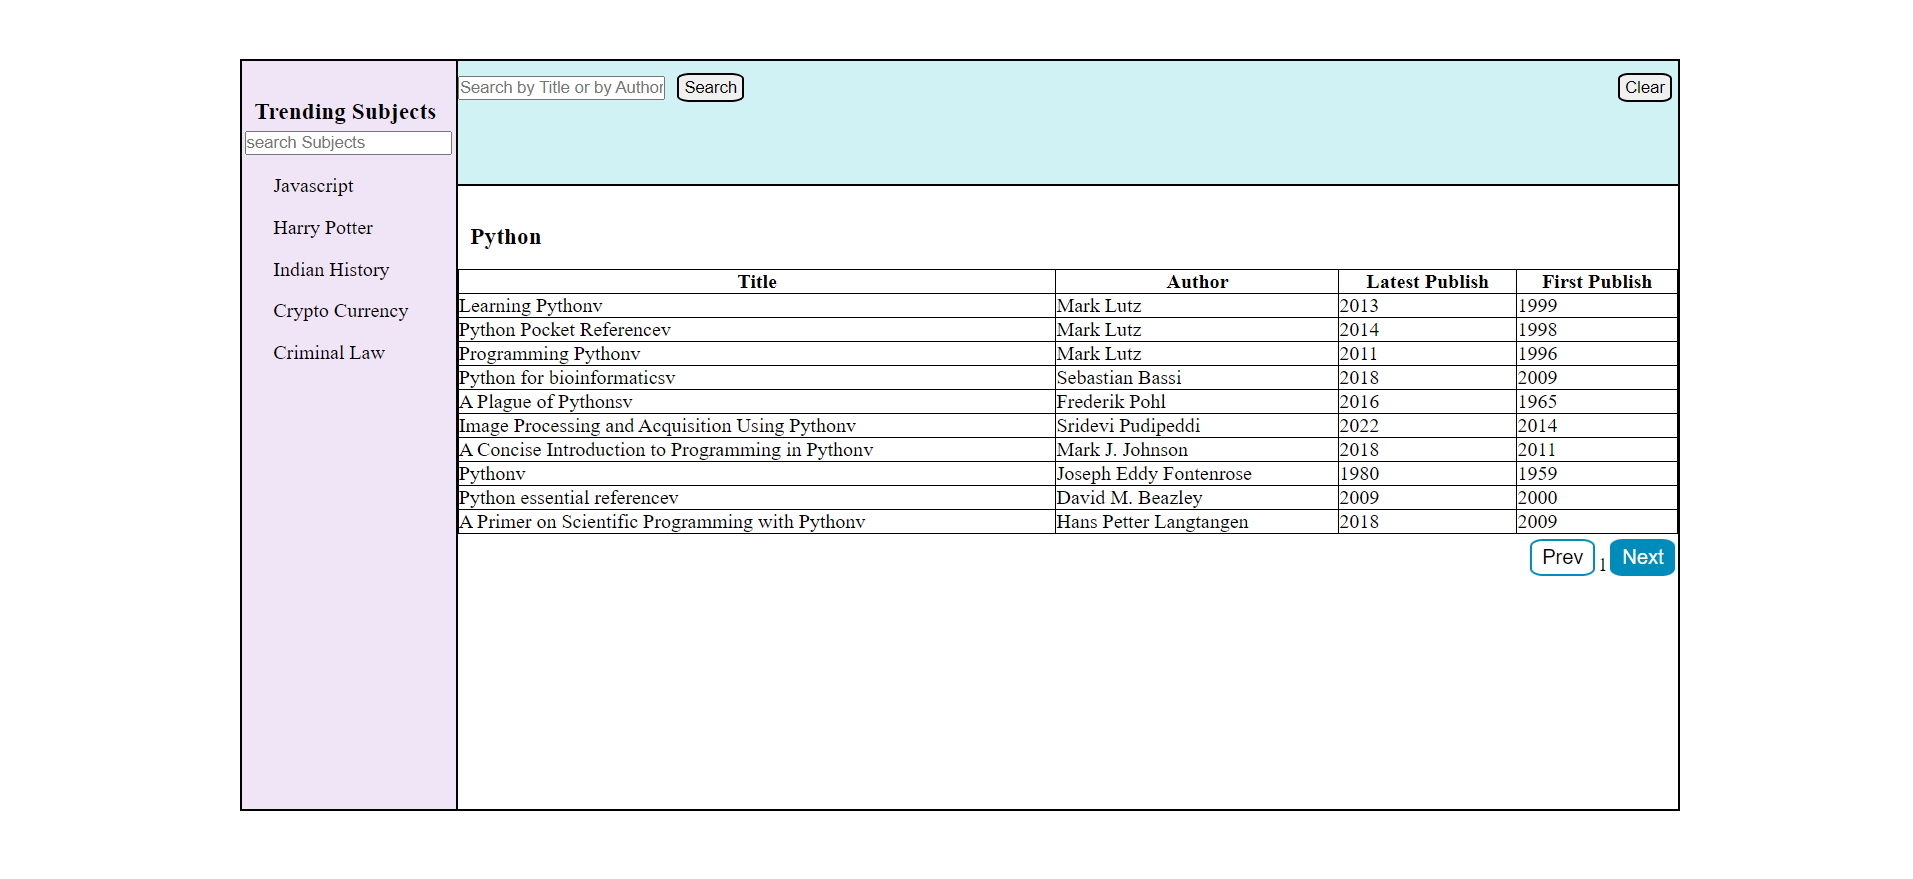 Trending Subjects
search Subjects
Javascript
Harry Potter
Indian History
Crypto Currency
Criminal Law
Search by Title or by Author Search Clear
Python
Title Author Latest Publish First Publish
Learning Pythonv Mark Lutz 2013 1999
Python Pocket Referencev Mark Lutz 2014 1998
Programming Pythonv Mark Lutz 2011 1996
Python for bioinformaticsv Sebastian Bassi 2018 2009
A Plague of Pythonsv Frederik Pohl 2016 1965
Image Processing and Acquisition Using Pythonv Sridevi Pudipeddi 2022 2014
A Concise Introduction to Programming in Pythonv Mark J. Johnson 2018 2011
Pythonv Joseph Eddy Fontenrose 1980 1959
Python essential referencev David M. Beazley 2009 2000
A Primer on Scientific Programming with Pythonv Hans Petter Langtangen 2018 2009
Prev 1 Next